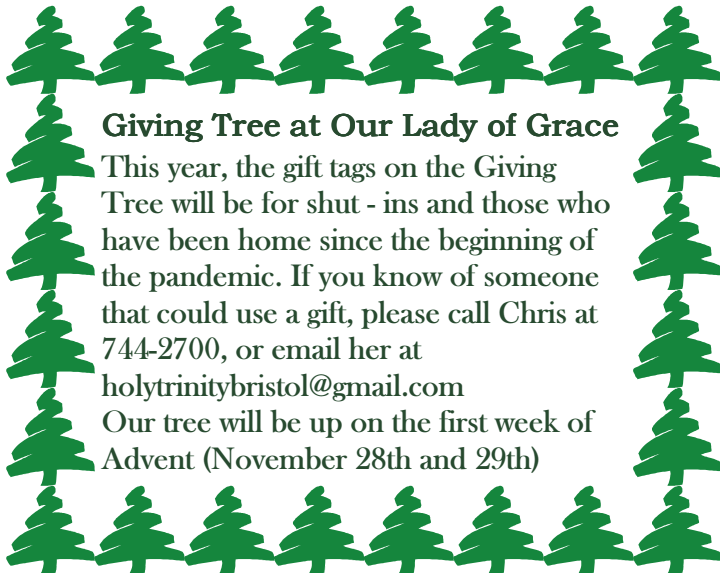 Giving Tree at Our Lady of Grace
This year, the gift tags on the Giving
Tree will be for shut - ins and those who
have been home since the beginning of
the pandemic. If you know of someone
that could use a gift, please call Chris at
744-2700, or email her at
holytrinitybristol@gmail.com
Our tree will be up on the first week of
Advent (November 28th and 29th)